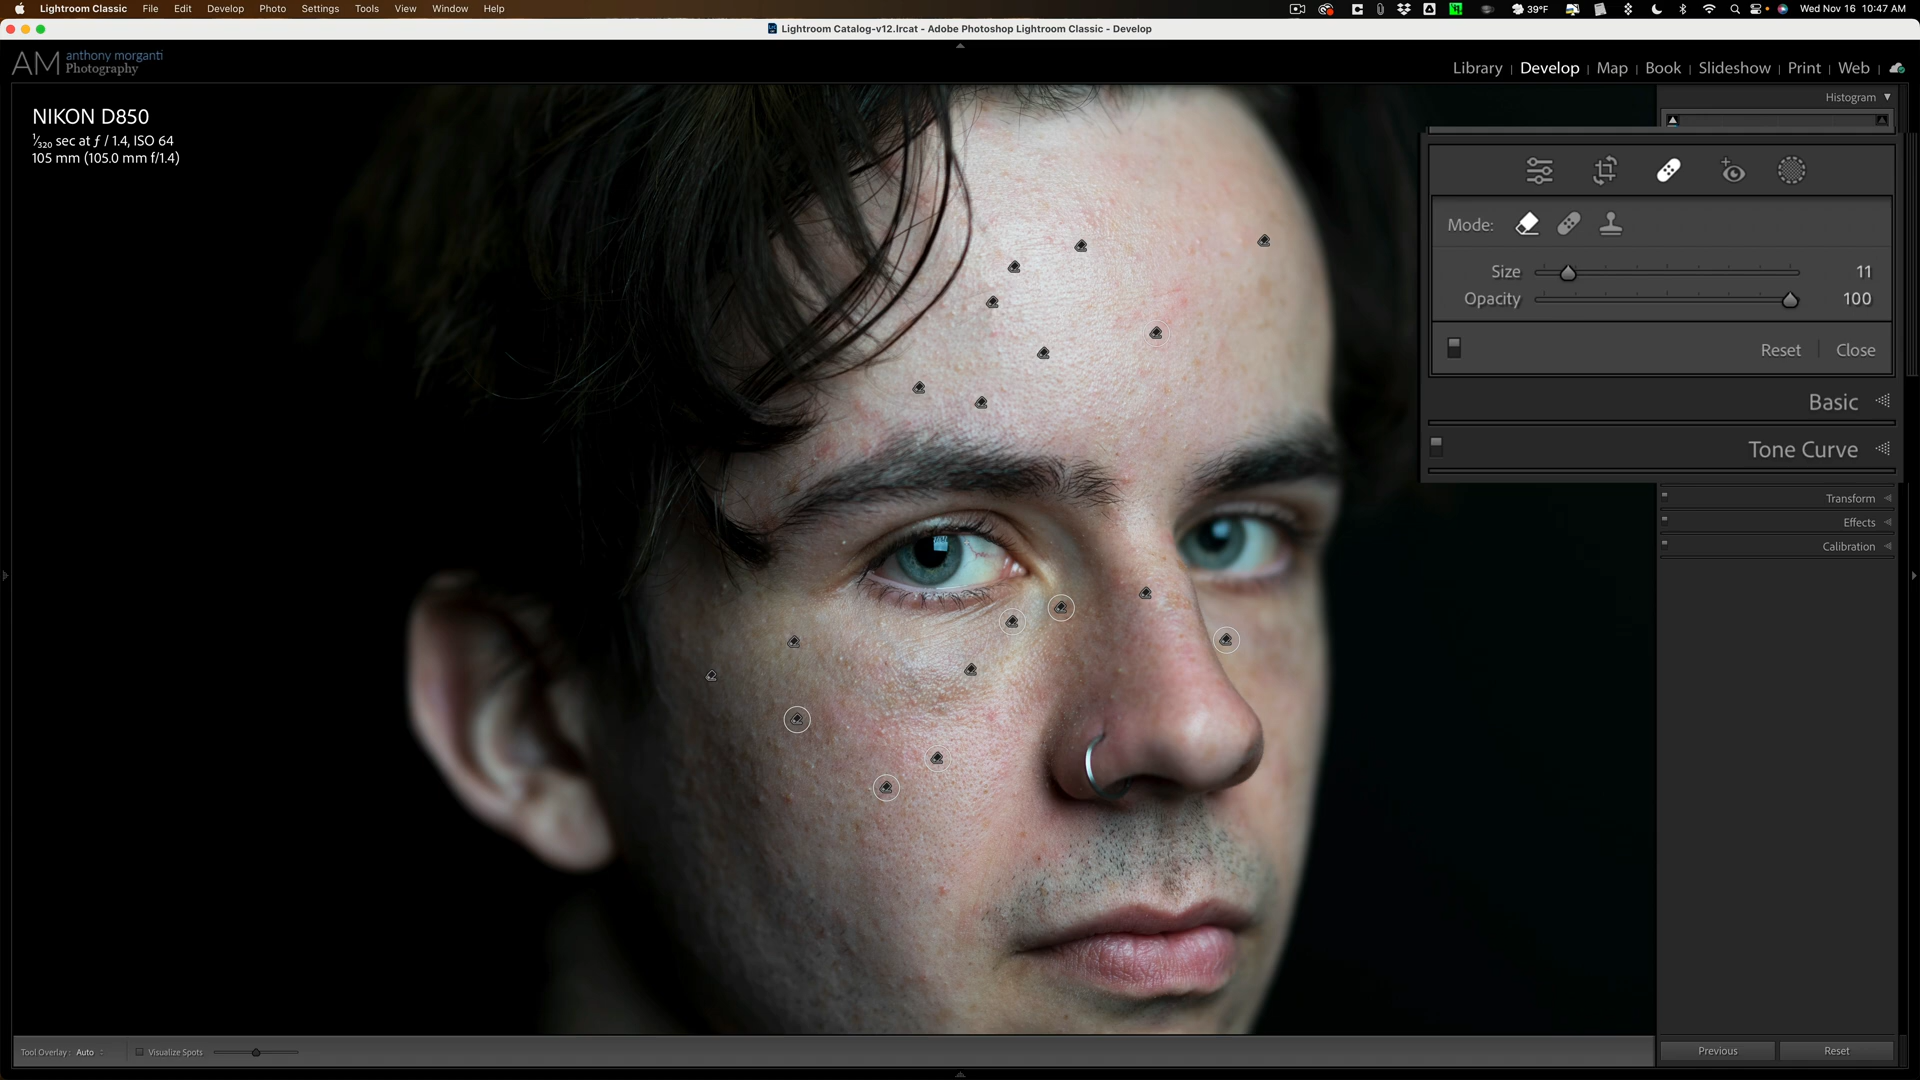 Lightroom Classic File Edit Develop Photo Settings Tools View Window Help 39°F Wed Nov 16 10:47 AM
Lightroom Catalog-v12.lrcat - Adobe Photoshop Lightroom Classic - Develop
AM anthony morganti
Photography
Library | Develop | Map | Book | Slideshow | Print | Web
Histogram
NIKON D850
1/320 sec at ƒ / 1.4, ISO 64
105 mm (105.0 mm f/1.4)
Mode:
Size 11
Opacity 100
Reset Close
Basic
Tone Curve
Transform
Effects
Calibration
Tool Overlay: Auto Visualize Spots
Previous Reset